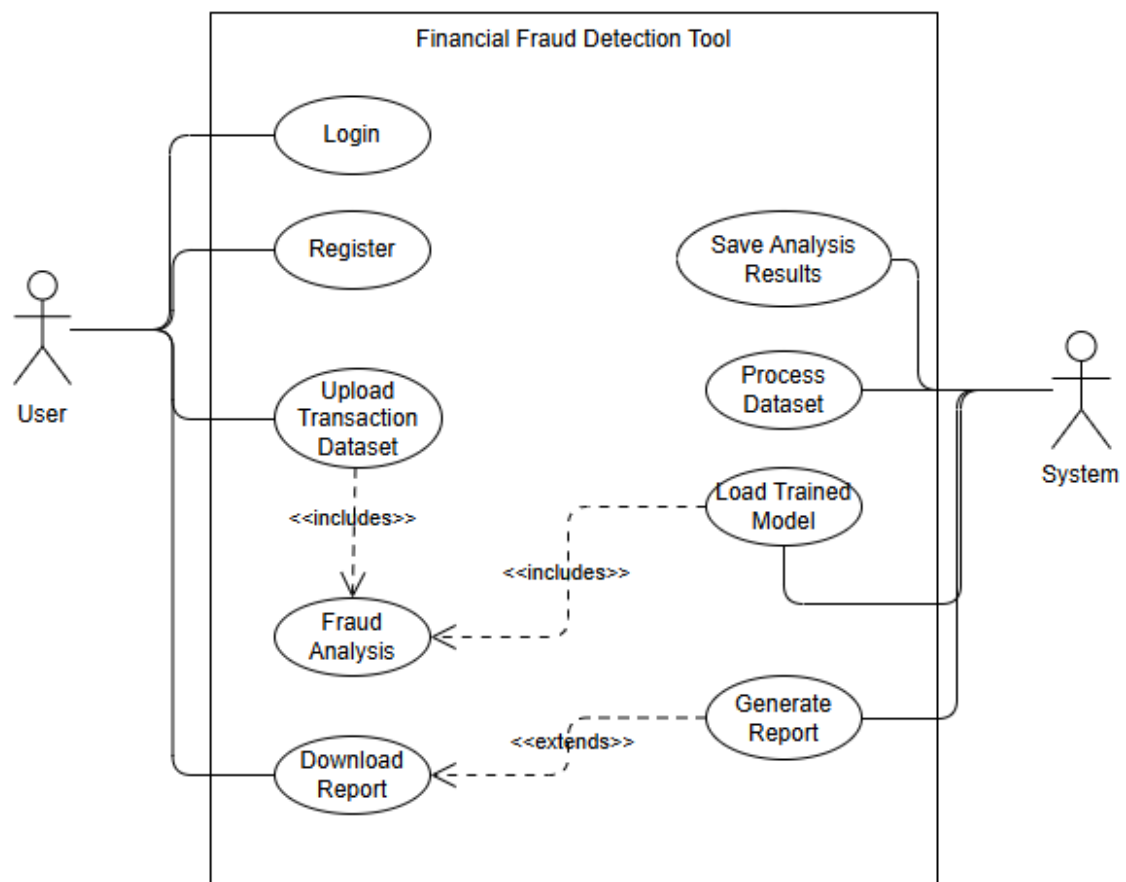 Financial Fraud Detection Tool
Login
Register
Save Analysis
Results
User
Upload
Transaction
Dataset
Process
Dataset
System
<<includes>>
Load Trained
Model
<<includes>>
Fraud
Analysis
Generate
Report
<<extends>>
Download
Report